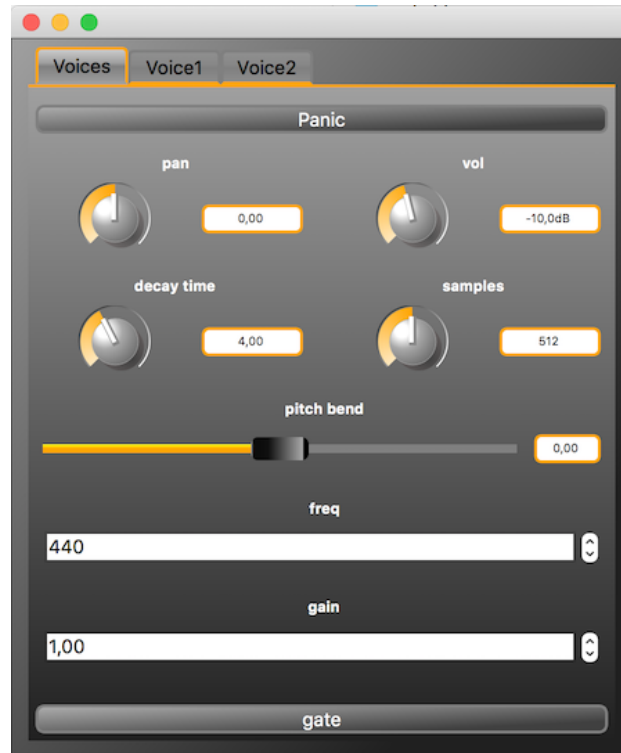 Voices Voice1 Voice2
Panic
pan vol
0,00 -10,0dB
decay time samples
4,00 512
pitch bend
0,00
freq
440
gain
1,00
gate